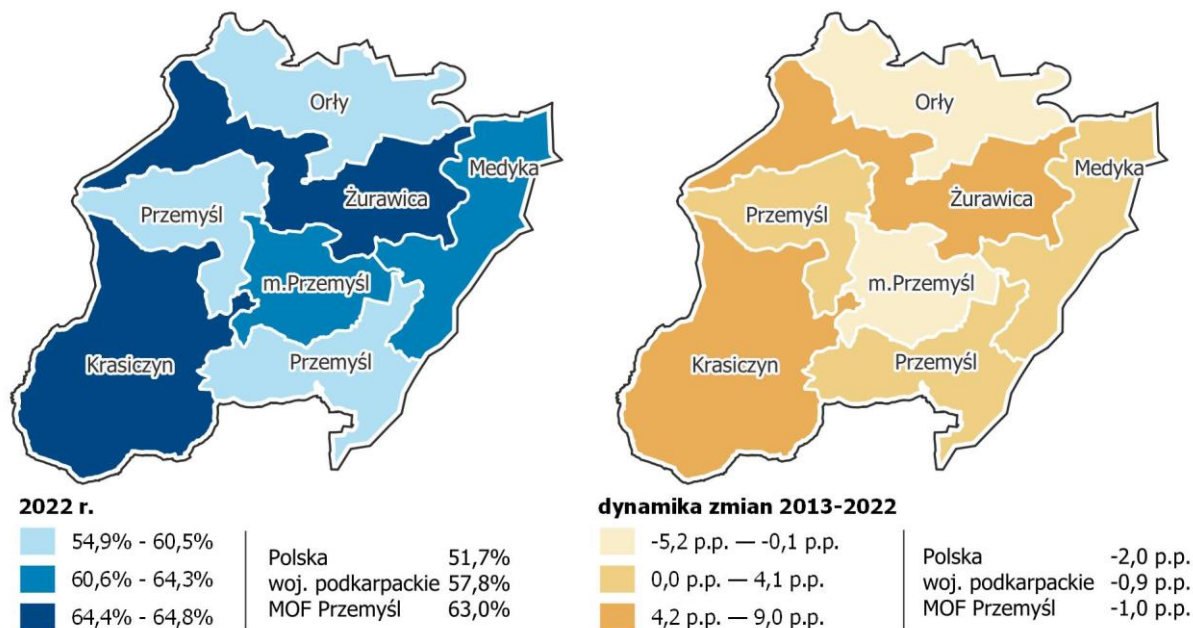 Orły
Medyka
Żurawica
Przemyśl
m.Przemyśl
Przemyśl
Krasiczyn
2022 r.
54,9% - 60,5%
60,6% - 64,3%
64,4% - 64,8%
Polska 51,7%
woj. podkarpackie 57,8%
MOF Przemyśl 63,0%
Orły
Medyka
Żurawica
Przemyśl
m.Przemyśl
Przemyśl
Krasiczyn
dynamika zmian 2013-2022
-5,2 p.p. — -0,1 p.p.
0,0 p.p. — 4,1 p.p.
4,2 p.p. — 9,0 p.p.
Polska -2,0 p.p.
woj. podkarpackie -0,9 p.p.
MOF Przemyśl -1,0 p.p.